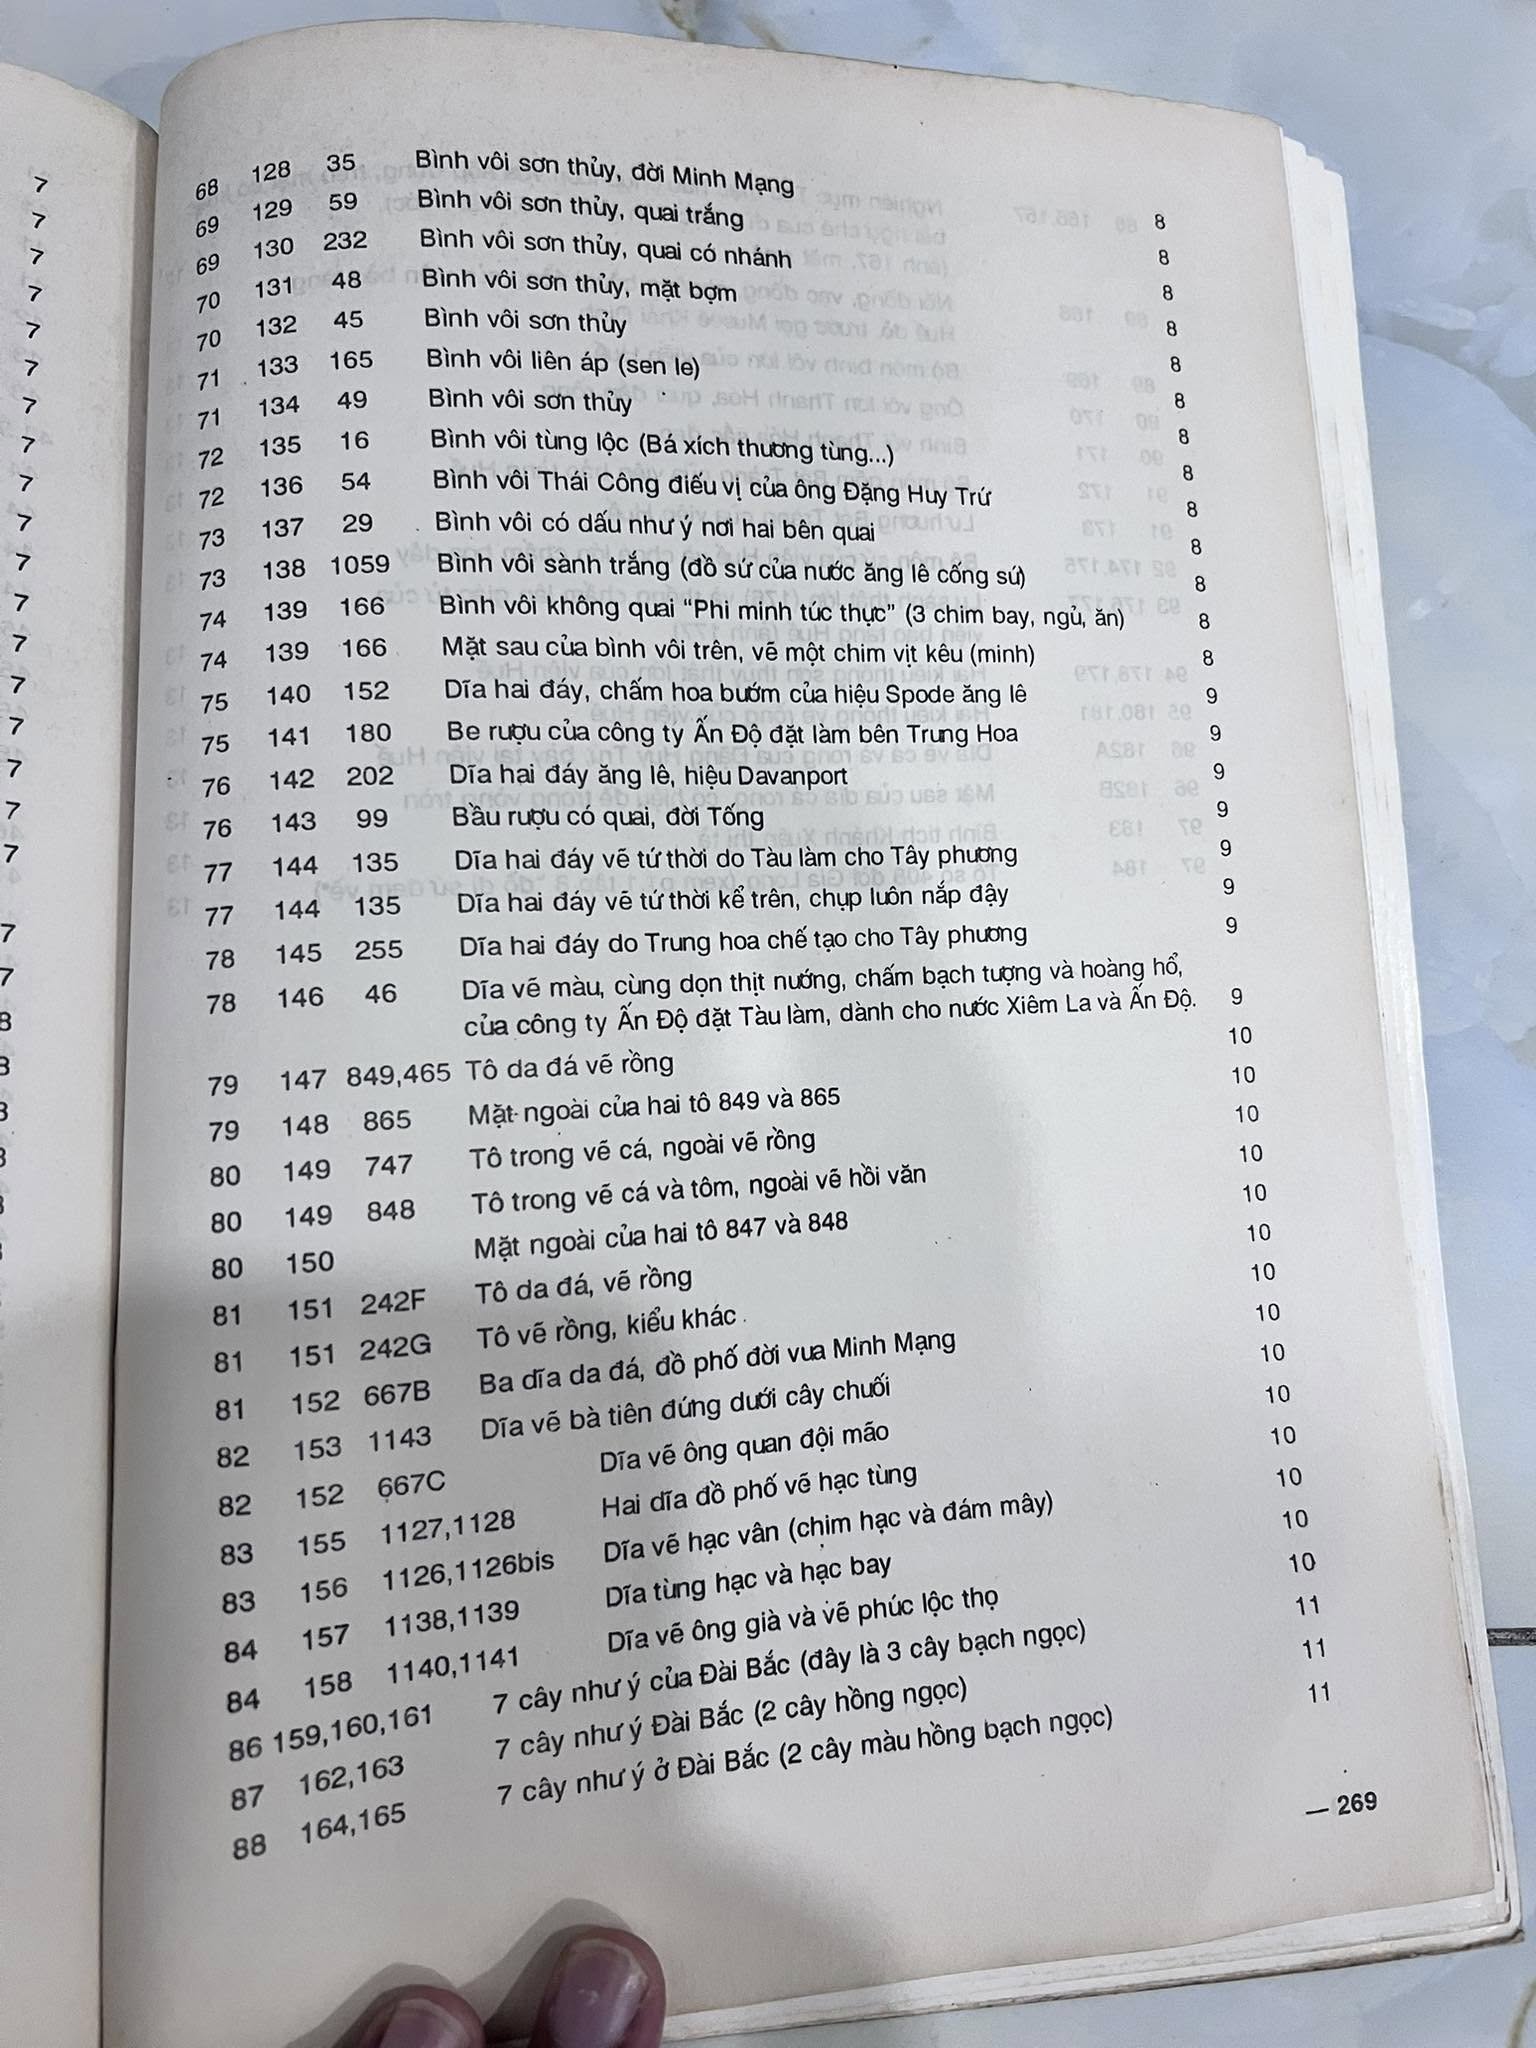 68 128 35 Bình vôi sơn thủy, đời Minh Mạng 8
69 129 59 Bình vôi sơn thủy, quai trắng 8
69 130 232 Bình vôi sơn thủy, quai có nhánh 8
70 131 48 Bình vôi sơn thủy, mặt bợm 8
70 132 45 Bình vôi sơn thủy 8
71 133 165 Bình vôi liên áp (sen le) 8
71 134 49 Bình vôi sơn thủy 8
72 135 16 Bình vôi tùng lộc (Bá xích thương tùng...) 8
72 136 54 Bình vôi Thái Công điếu vị của ông Đặng Huy Trứ 8
73 137 29 Bình vôi có dấu như ý nơi hai bên quai 8
73 138 1059 Bình vôi sành trắng (đồ sứ của nước ăng lê cống sứ) 8
74 139 166 Bình vôi không quai “Phi minh túc thực” (3 chim bay, ngủ, ăn) 8
74 139 166 Mặt sau của bình vôi trên, vẽ một chim vịt kêu (minh) 8
75 140 152 Dĩa hai đáy, chấm hoa bướm của hiệu Spode ăng lê 9
75 141 180 Be rượu của công ty Ấn Độ đặt làm bên Trung Hoa 9
76 142 202 Dĩa hai đáy ăng lê, hiệu Davanport 9
76 143 99 Bầu rượu có quai, đời Tống 9
77 144 135 Dĩa hai đáy vẽ tứ thời do Tàu làm cho Tây phương 9
77 144 135 Dĩa hai đáy vẽ tứ thời kể trên, chụp luôn nắp đậy 9
78 145 255 Dĩa hai đáy do Trung hoa chế tạo cho Tây phương 9
78 146 46 Dĩa vẽ màu, cùng dọn thịt nướng, chấm bạch tượng và hoàng hổ,
của công ty Ấn Độ đặt Tàu làm, dành cho nước Xiêm La và Ấn Độ. 9
79 147 849,465 Tô da đá vẽ rồng 10
79 148 865 Mặt ngoài của hai tô 849 và 865 10
80 149 747 Tô trong vẽ cá, ngoài vẽ rồng 10
80 149 848 Tô trong vẽ cá và tôm, ngoài vẽ hồi văn 10
80 150 Mặt ngoài của hai tô 847 và 848 10
81 151 242F Tô da đá, vẽ rồng 10
81 151 242G Tô vẽ rồng, kiểu khác 10
81 152 667B Ba dĩa da đá, đồ phố đời vua Minh Mạng 10
82 153 1143 Dĩa vẽ bà tiên đứng dưới cây chuối 10
82 152 667C Dĩa vẽ ông quan đội mão 10
83 155 1127,1128 Hai dĩa đồ phố vẽ hạc tùng 10
83 156 1126,1126bis Dĩa vẽ hạc vân (chim hạc và đám mây) 10
84 157 1138,1139 Dĩa tùng hạc và hạc bay 10
84 158 1140,1141 Dĩa vẽ ông già và vẽ phúc lộc thọ 10
86 159,160,161 7 cây như ý của Đài Bắc (đây là 3 cây bạch ngọc) 11
87 162,163 7 cây như ý Đài Bắc (2 cây hồng ngọc) 11
88 164,165 7 cây như ý ở Đài Bắc (2 cây màu hồng bạch ngọc) 11
— 269